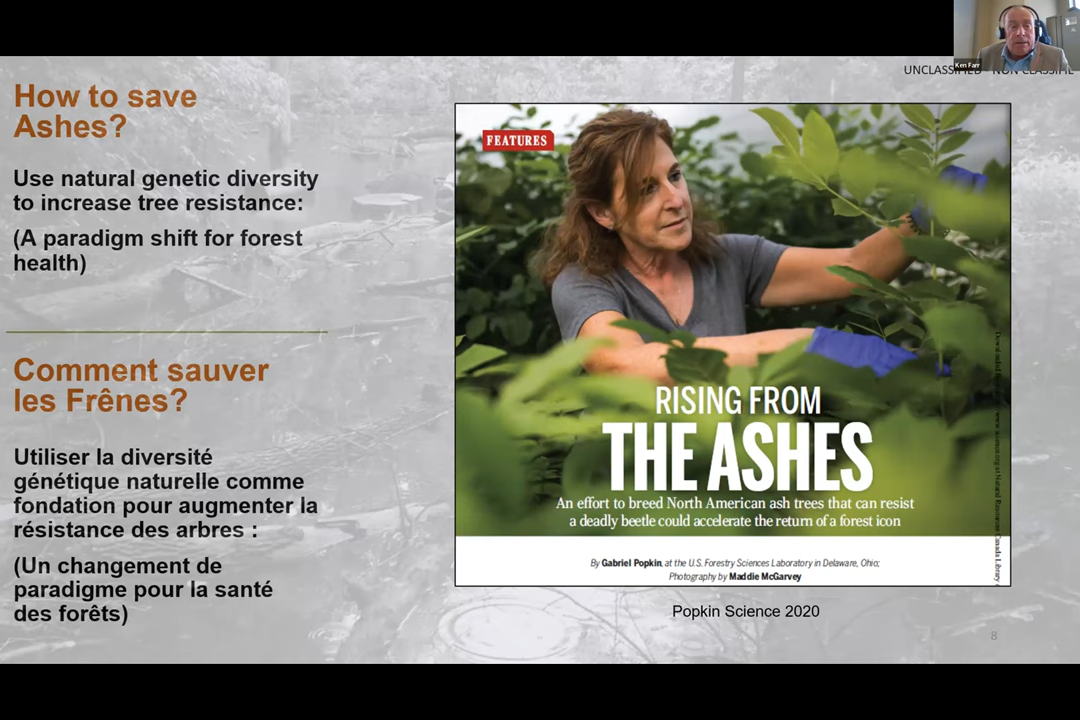 Ken Farr
How to save
Ashes?
Use natural genetic diversity
to increase tree resistance:
(A paradigm shift for forest
health)
Comment sauver
les Frênes?
Utiliser la diversité
génétique naturelle comme
fondation pour augmenter la
résistance des arbres :
(Un changement de
paradigme pour la santé
des forêts)
FEATURES
RISING FROM
THE ASHES
An effort to breed North American ash trees that can resist
a deadly beetle could accelerate the return of a forest icon
By Gabriel Popkin, at the U.S. Forestry Sciences Laboratory in Delaware, Ohio;
Photography by Maddie McGarvey
Popkin Science 2020
8